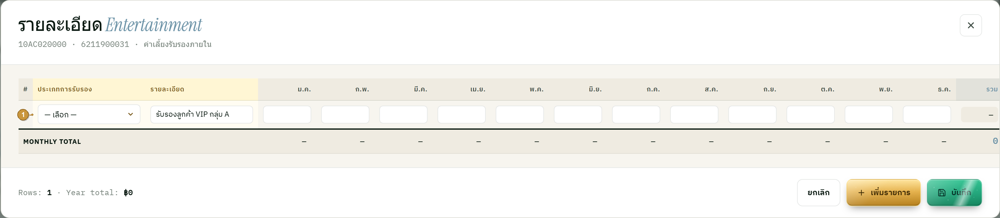 รายละเอียด Entertainment
10AC020000 · 6211900031 · ค่าเลี้ยงรับรองภายใน
# ประเภทการรับรอง รายละเอียด ม.ค. ก.พ. มี.ค. เม.ย. พ.ค. มิ.ย. ก.ค. ส.ค. ก.ย. ต.ค. พ.ย. ธ.ค. รวม
1 — เลือก — รับรองลูกค้า VIP กลุ่ม A –
MONTHLY TOTAL – – – – – – – – – – – – 0
Rows: 1 · Year total: ฿0 ยกเลิก + เพิ่มรายการ บันทึก